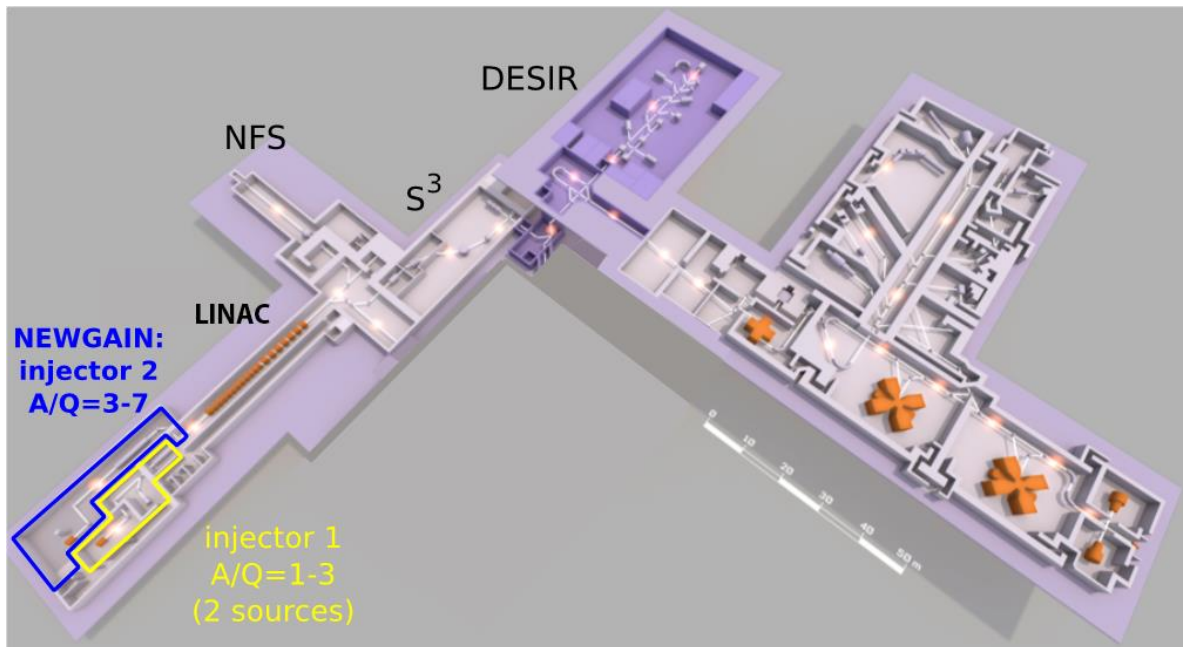 DESIR
NFS
S³
LINAC
NEWGAIN:
injector 2
A/Q=3-7
injector 1
A/Q=1-3
(2 sources)
0
10
20
30
40
50 m